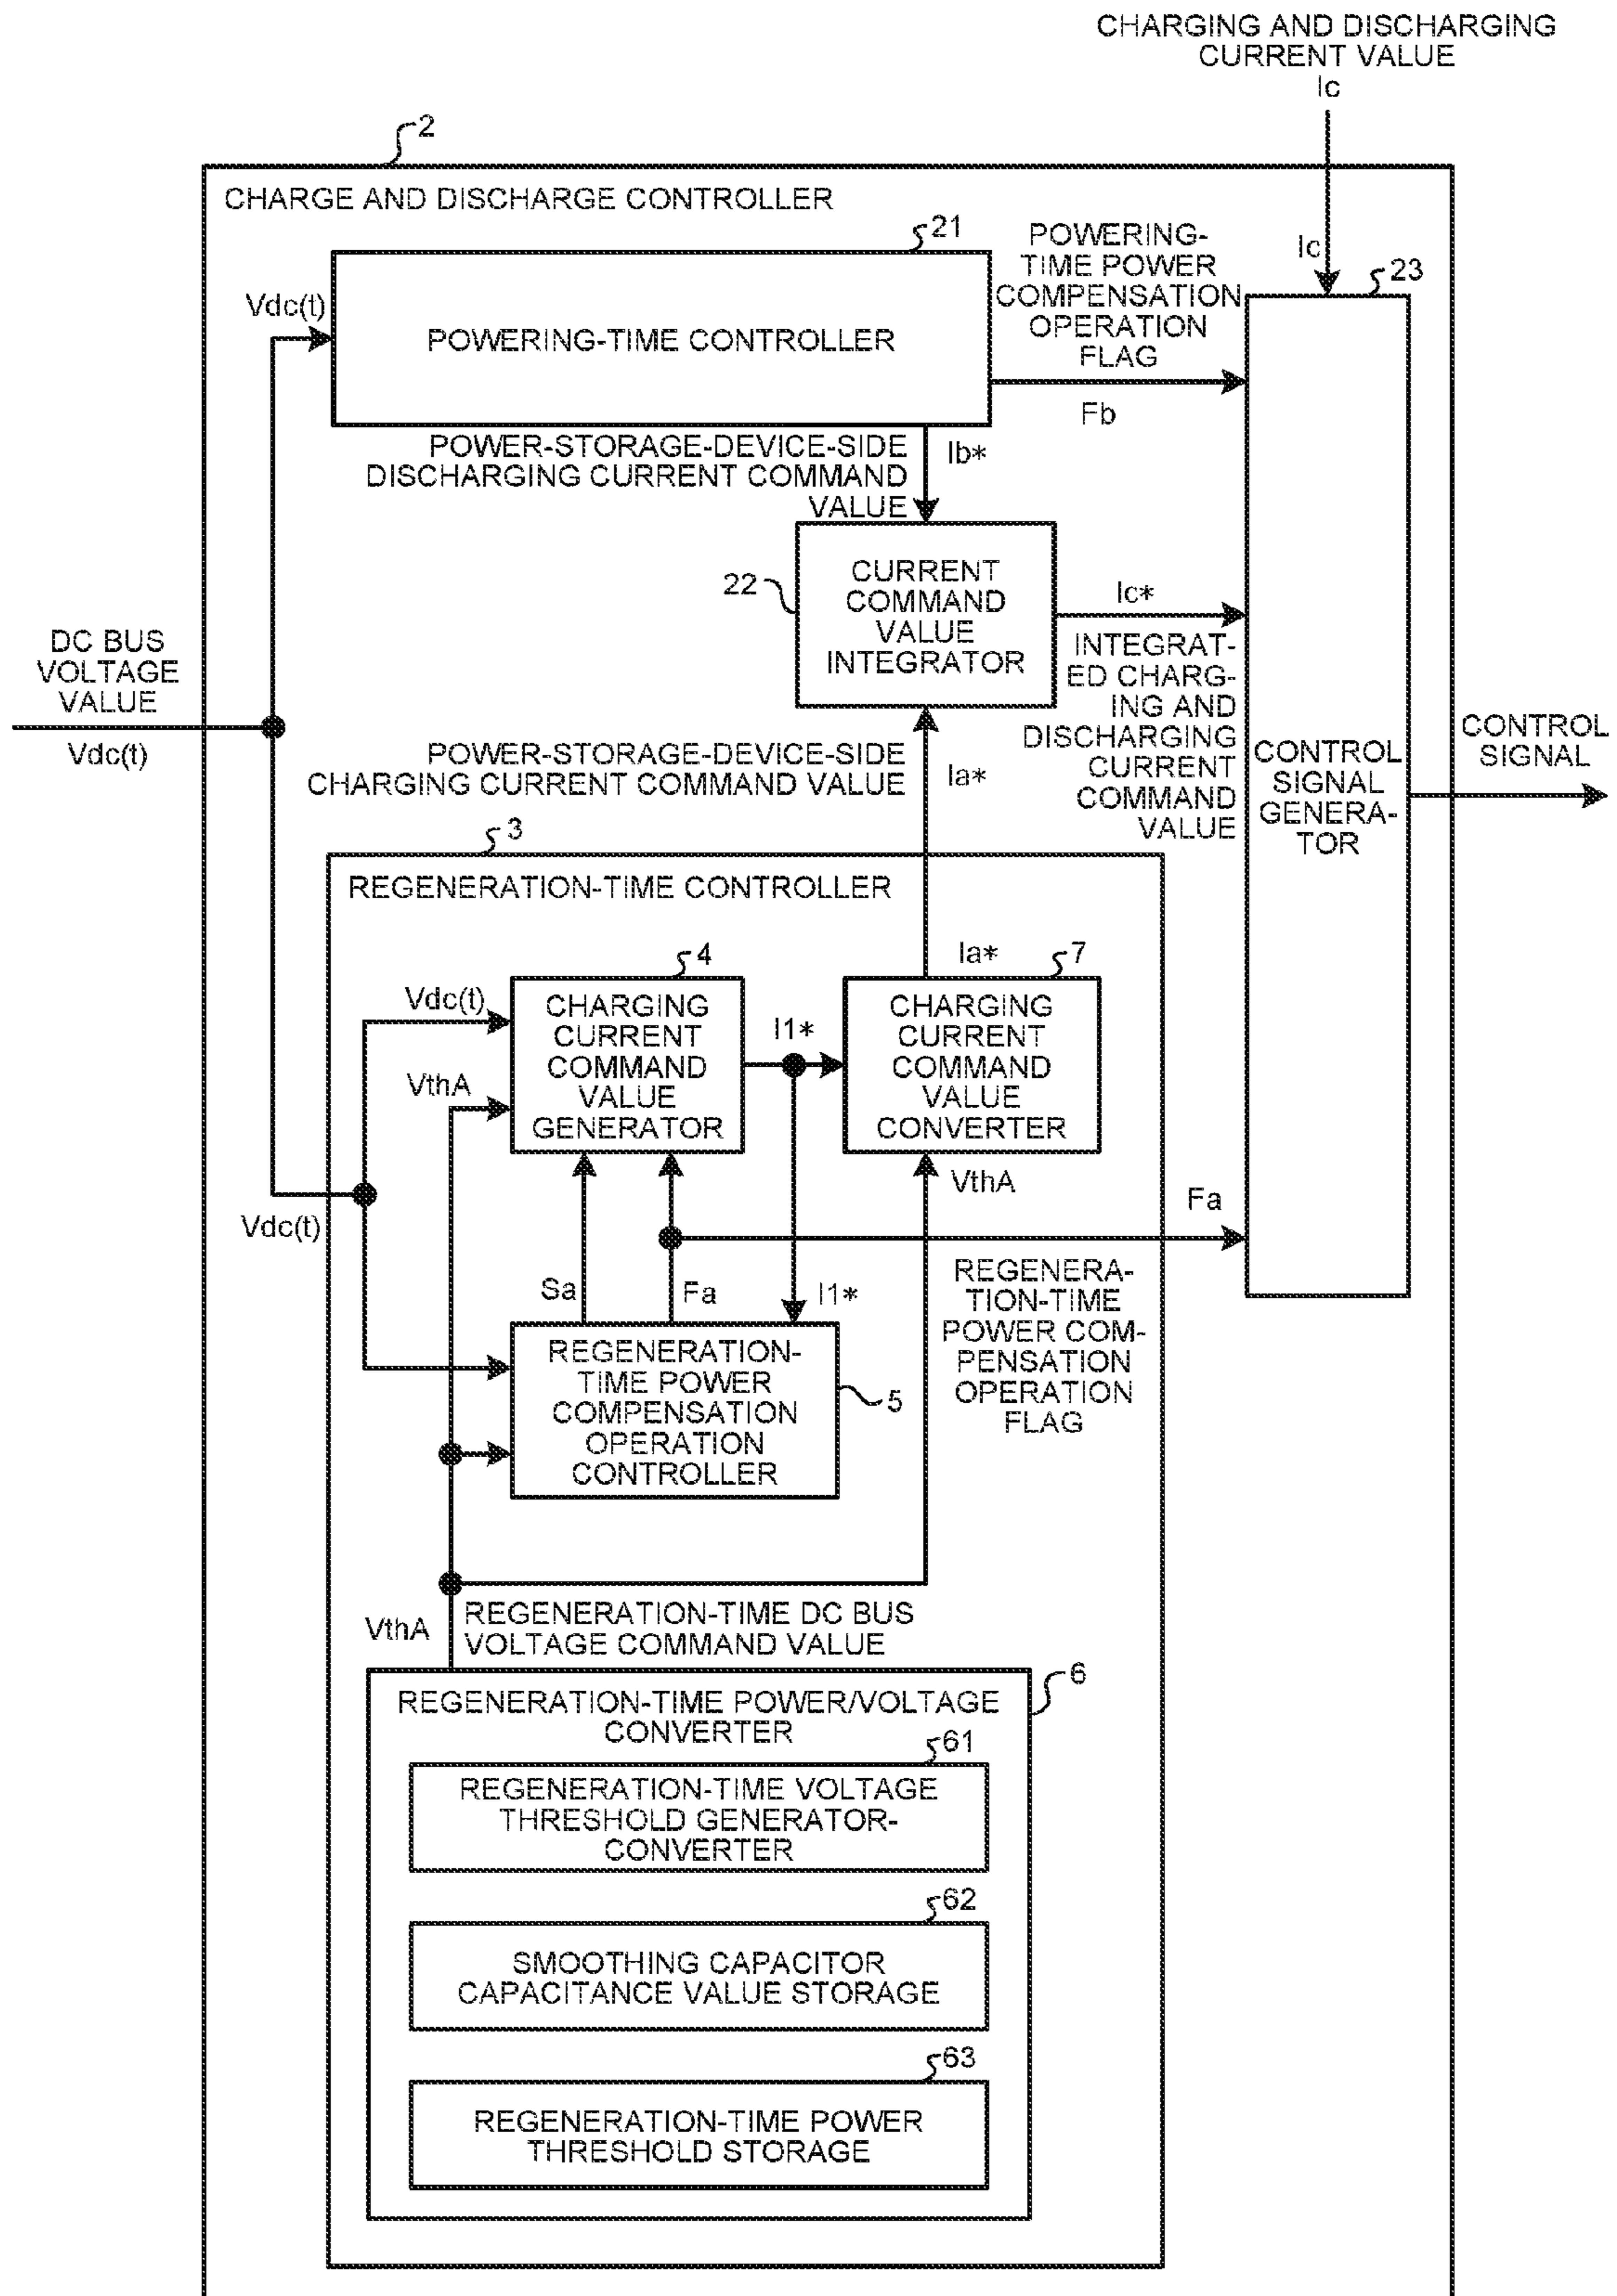 CHARGING AND DISCHARGING
CURRENT VALUE
Ic
2
CHARGE AND DISCHARGE CONTROLLER
21
POWERING-
TIME POWER
COMPENSATION
OPERATION
FLAG
Ic
23
Vdc(t)
POWERING-TIME CONTROLLER
Fb
POWER-STORAGE-DEVICE-SIDE
DISCHARGING CURRENT COMMAND
VALUE
Ib*
22
CURRENT
COMMAND
VALUE
INTEGRATOR
Ic*
INTEGRAT-
ED CHARG-
ING AND
DISCHARGING
CURRENT
COMMAND
VALUE
DC BUS
VOLTAGE
VALUE
Vdc(t)
POWER-STORAGE-DEVICE-SIDE
CHARGING CURRENT COMMAND VALUE
Ia*
CONTROL
SIGNAL
GENERA-
TOR
CONTROL
SIGNAL
3
REGENERATION-TIME CONTROLLER
4
Ia*
7
Vdc(t)
VthA
CHARGING
CURRENT
COMMAND
VALUE
GENERATOR
I1*
CHARGING
CURRENT
COMMAND
VALUE
CONVERTER
VthA
Vdc(t)
Fa
Sa
Fa
I1*
REGENERA-
TION-TIME
POWER COM-
PENSATION
OPERATION
FLAG
REGENERATION-
TIME POWER
COMPENSATION
OPERATION
CONTROLLER
5
VthA
REGENERATION-TIME DC BUS
VOLTAGE COMMAND VALUE
6
REGENERATION-TIME POWER/VOLTAGE
CONVERTER
61
REGENERATION-TIME VOLTAGE
THRESHOLD GENERATOR-
CONVERTER
62
SMOOTHING CAPACITOR
CAPACITANCE VALUE STORAGE
63
REGENERATION-TIME POWER
THRESHOLD STORAGE